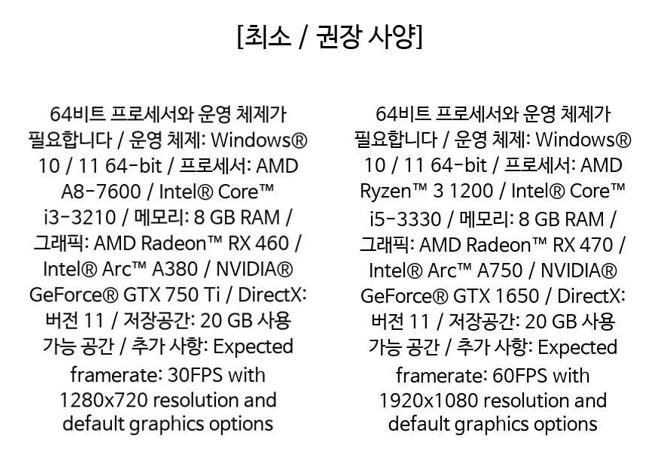 [최소 / 권장 사양]
64비트 프로세서와 운영 체제가
필요합니다 / 운영 체제: Windows®
10 / 11 64-bit / 프로세서: AMD
A8-7600 / Intel® Core™
i3-3210 / 메모리: 8 GB RAM /
그래픽: AMD Radeon™ RX 460 /
Intel® Arc™ A380 / NVIDIA®
GeForce® GTX 750 Ti / DirectX:
버전 11 / 저장공간: 20 GB 사용
가능 공간 / 추가 사항: Expected
framerate: 30FPS with
1280x720 resolution and
default graphics options
64비트 프로세서와 운영 체제가
필요합니다 / 운영 체제: Windows®
10 / 11 64-bit / 프로세서: AMD
Ryzen™ 3 1200 / Intel® Core™
i5-3330 / 메모리: 8 GB RAM /
그래픽: AMD Radeon™ RX 470 /
Intel® Arc™ A750 / NVIDIA®
GeForce® GTX 1650 / DirectX:
버전 11 / 저장공간: 20 GB 사용
가능 공간 / 추가 사항: Expected
framerate: 60FPS with
1920x1080 resolution and
default graphics options